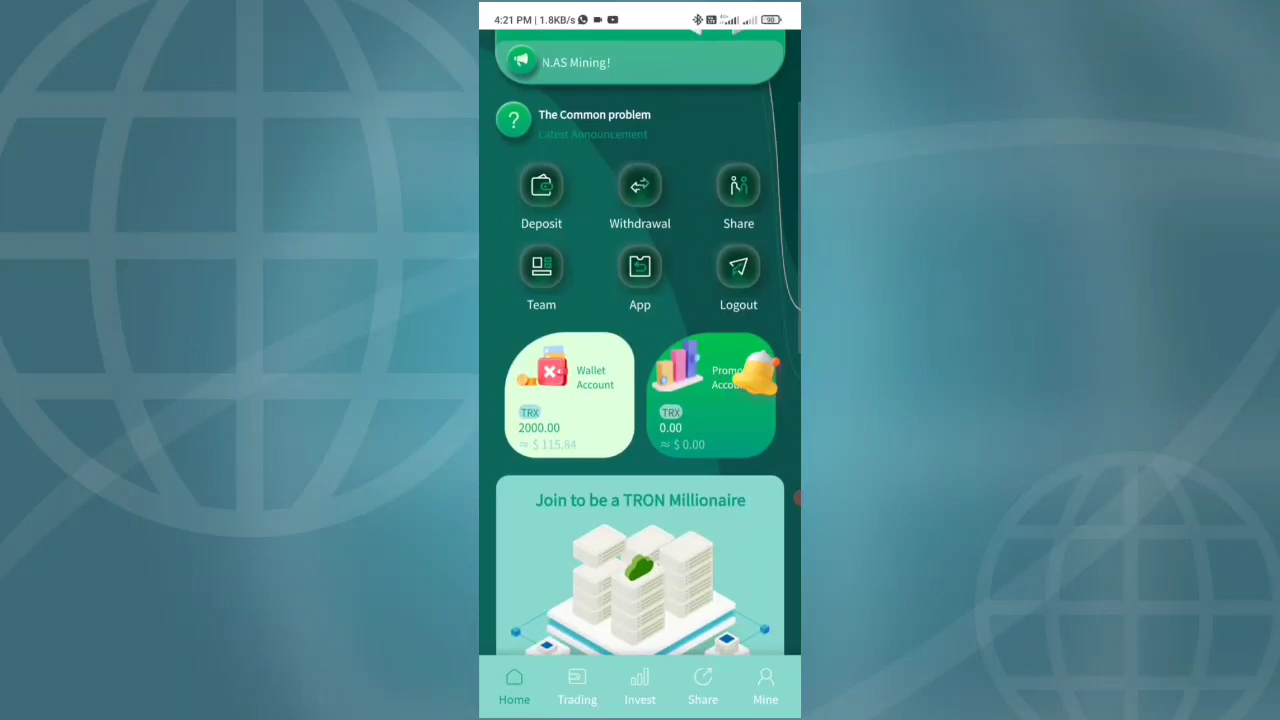 4:21 PM | 1.8KB/s
90
N.AS Mining!
The Common problem
Latest Announcement
Deposit
Withdrawal
Share
Team
App
Logout
Wallet
Account
TRX
2000.00
≈ $ 115.84
TRX
0.00
≈ $ 0.00
Join to be a TRON Millionaire
Home
Trading
Invest
Share
Mine